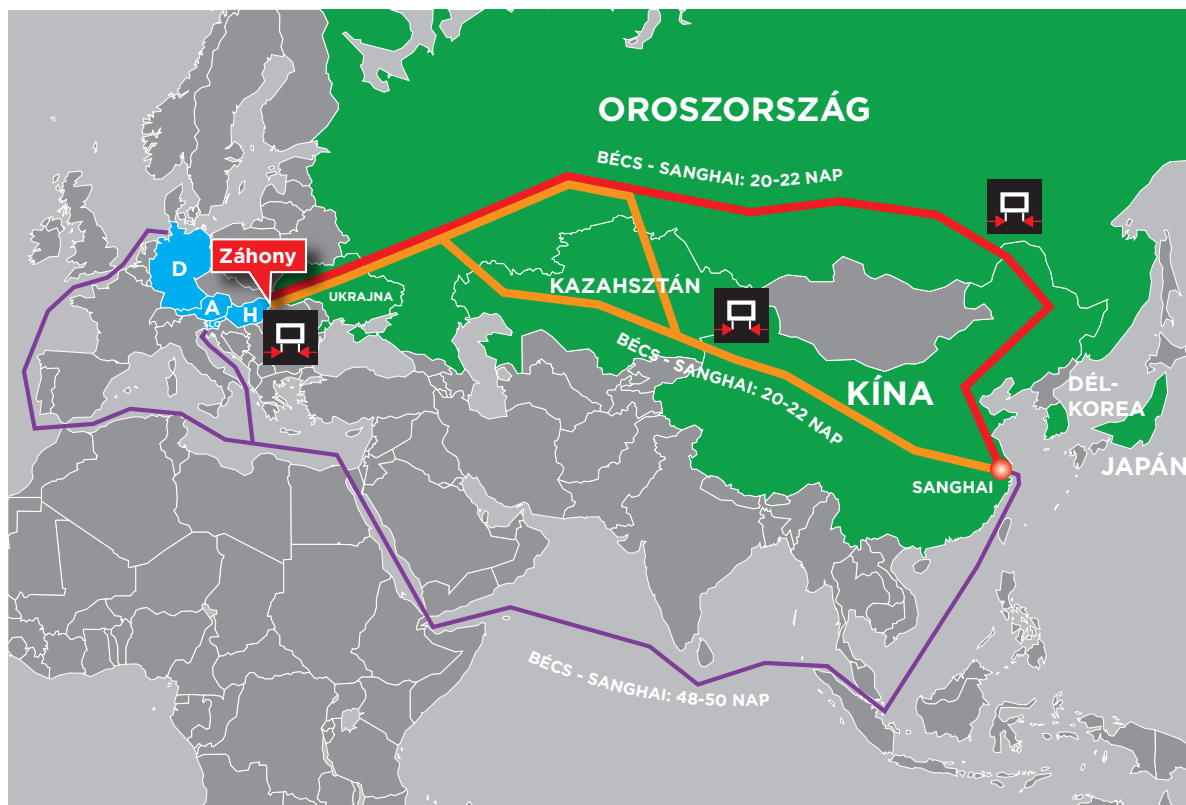 OROSZORSZÁG
BÉCS - SANGHAI: 20-22 NAP
Záhony
D
A
H
SLO
UKRAJNA
KAZAHSZTÁN
BÉCS - SANGHAI: 20-22 NAP
KÍNA
DÉL-
KOREA
JAPÁN
SANGHAI
BÉCS - SANGHAI: 48-50 NAP